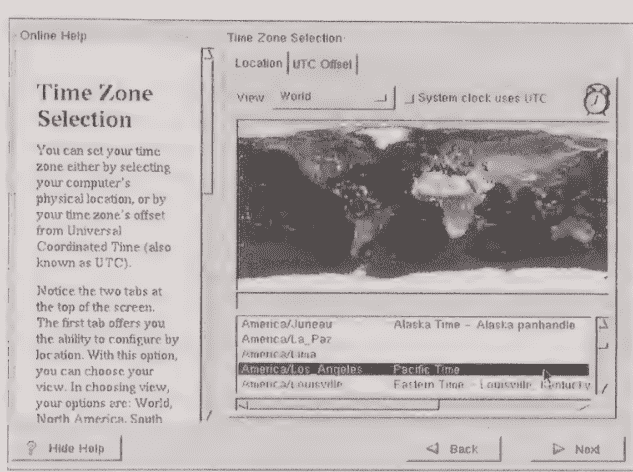 Online Help
Time Zone
Selection
You can set your time
zone either by selecting
your computer's
physical location, or by
your time zone's offset
from Universal
Coordinated Time (also
known as UTC).
Notice the two tabs at
the top of the screen.
The first tab offers you
the ability to configure by
location. With this option,
you can choose your
view. In choosing view,
your options are: World,
North America, South
Hide Help
Time Zone Selection
Location UTC Offset
View World System clock uses UTC
America/Juneau Alaska Time - Alaska panhandle
America/La_Paz
America/Lima
America/Los_Angeles Pacific Time
America/Louisville Eastern Time - Louisville, Kentucky
Back Next